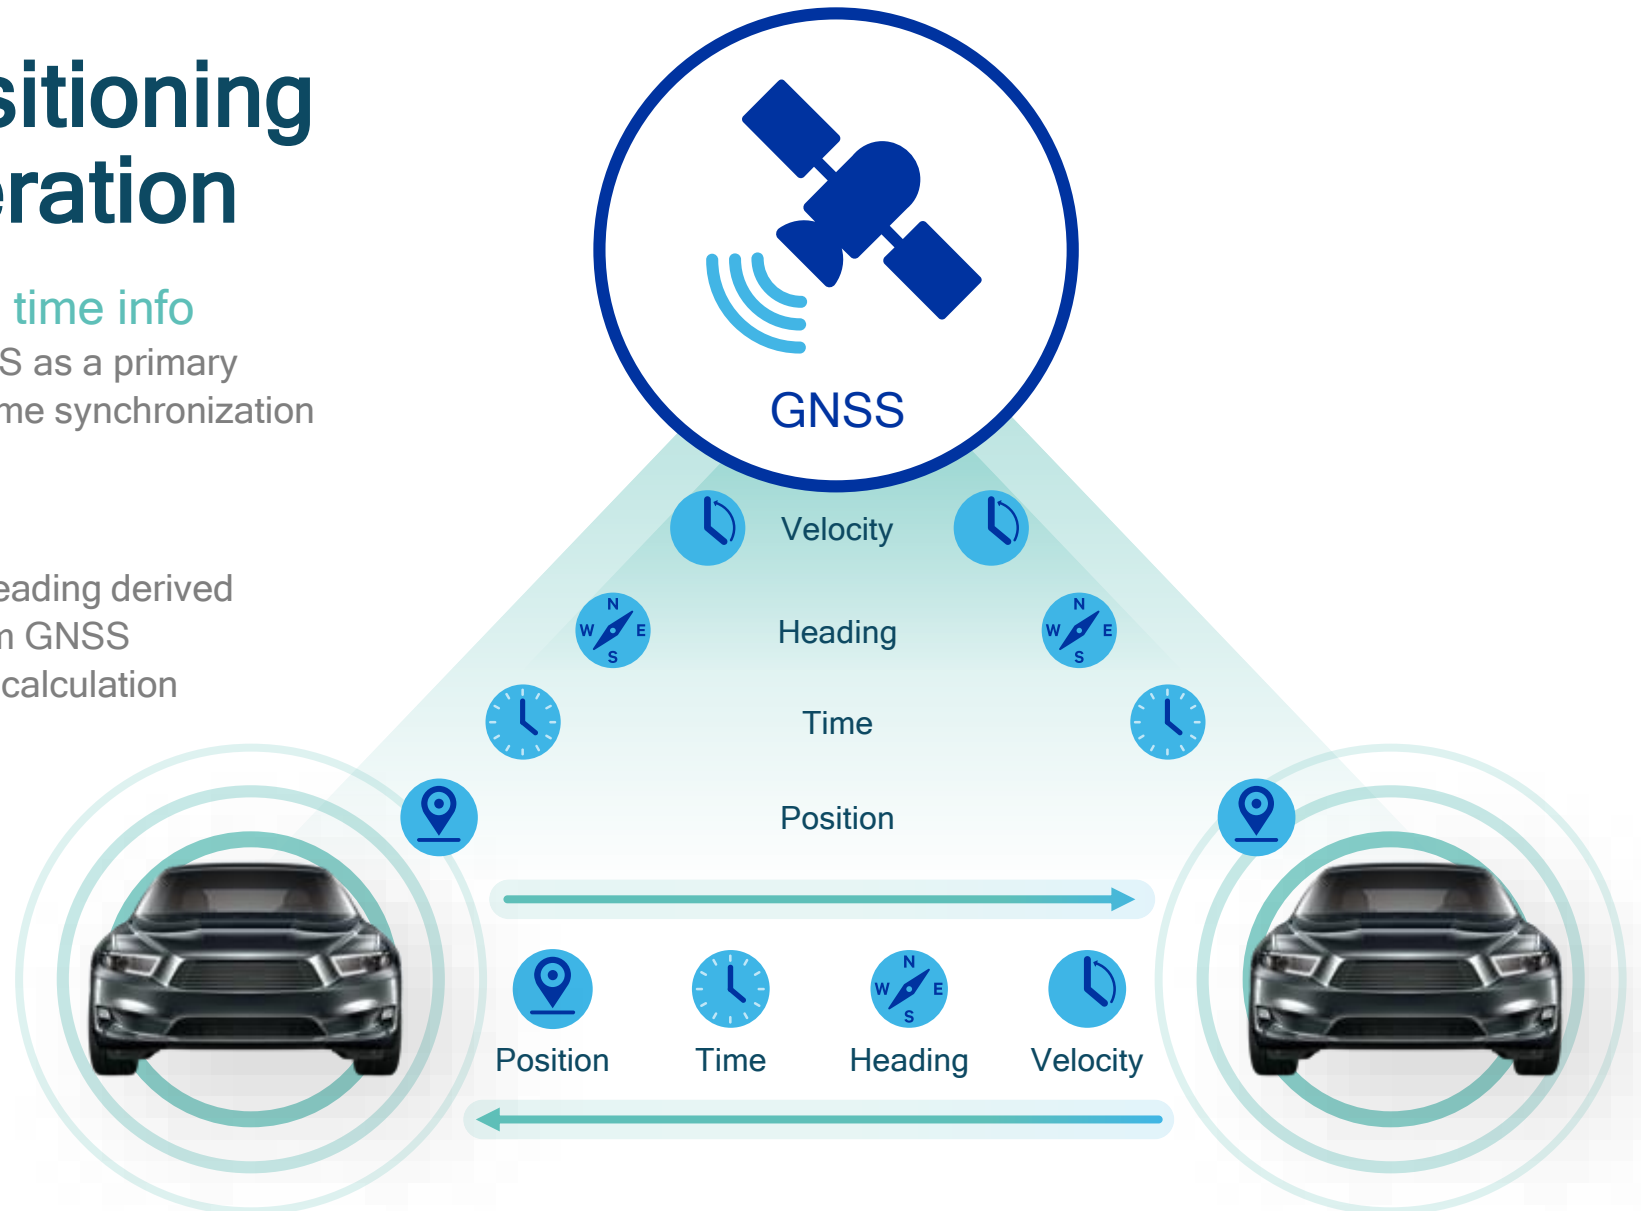 sitioning
eration
time info
S as a primary
me synchronization
eading derived
n GNSS
calculation
GNSS
Velocity
Heading
Time
Position
N
W E
S
N
W E
S
N
W E
S
Position Time Heading Velocity